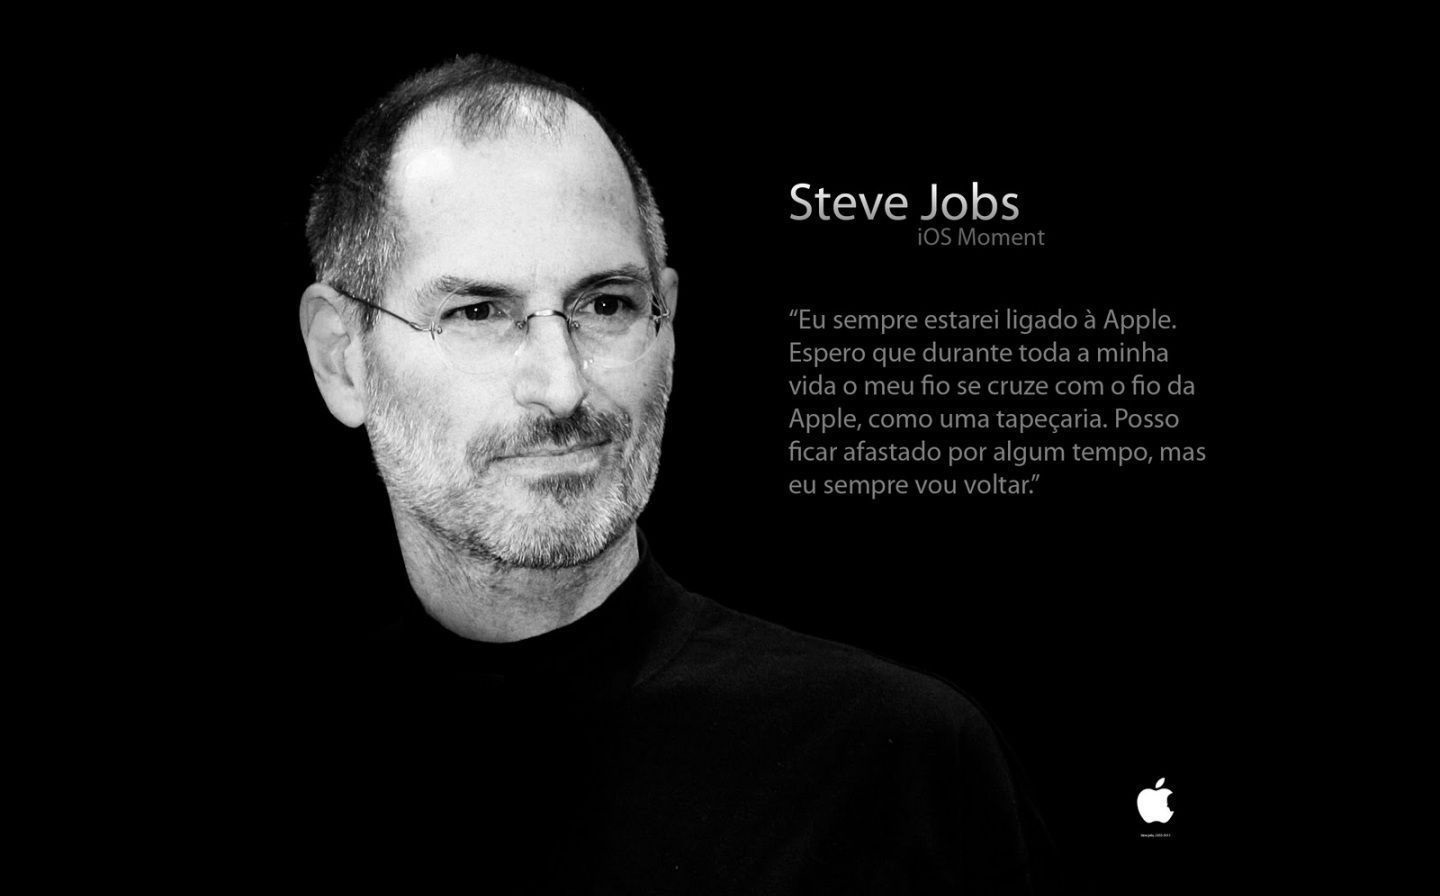 Steve Jobs
iOS Moment
“Eu sempre estarei ligado à Apple.
Espero que durante toda a minha
vida o meu fio se cruze com o fio da
Apple, como uma tapeçaria. Posso
ficar afastado por algum tempo, mas
eu sempre vou voltar.”